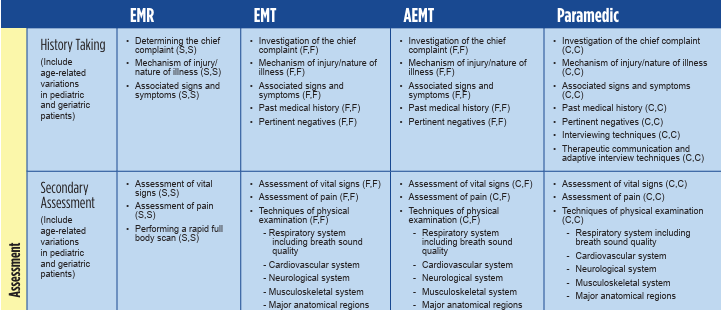 EMR
EMT
AEMT
Paramedic
Assessment
History Taking
(Include
age-related
variations
in pediatric
and geriatric
patients)
• Determining the chief
complaint (S,S)
• Mechanism of injury/
nature of illness (S,S)
• Associated signs and
symptoms (S,S)
• Investigation of the chief
complaint (F,F)
• Mechanism of injury/nature of
illness (F,F)
• Associated signs and
symptoms (F,F)
• Past medical history (F,F)
• Pertinent negatives (F,F)
• Investigation of the chief
complaint (F,F)
• Mechanism of injury/nature of
illness (F,F)
• Associated signs and
symptoms (F,F)
• Past medical history (F,F)
• Pertinent negatives (F,F)
• Investigation of the chief complaint
(C,C)
• Mechanism of injury/nature of illness
(C,C)
• Associated signs and symptoms
(C,C)
• Past medical history (C,C)
• Pertinent negatives (C,C)
• Interviewing techniques (C,C)
• Therapeutic communication and
adaptive interview techniques (C,C)
Secondary
Assessment
(Include
age-related
variations
in pediatric
and geriatric
patients)
• Assessment of vital
signs (S,S)
• Assessment of pain
(S,S)
• Performing a rapid full
body scan (S,S)
• Assessment of vital signs (F,F)
• Assessment of pain (F,F)
• Techniques of physical
examination (F,F)
- Respiratory system
including breath sound
quality
- Cardiovascular system
- Neurological system
- Musculoskeletal system
- Major anatomical regions
• Assessment of vital signs (C,F)
• Assessment of pain (C,F)
• Techniques of physical
examination (C,F)
- Respiratory system
including breath sound
quality
- Cardiovascular system
- Neurological system
- Musculoskeletal system
- Major anatomical regions
• Assessment of vital signs (C,C)
• Assessment of pain (C,C)
• Techniques of physical examination
(C,C)
- Respiratory system including
breath sound quality
- Cardiovascular system
- Neurological system
- Musculoskeletal system
- Major anatomical regions